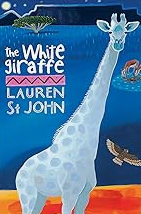 the White
giraffe
LAUREN
St JOHN